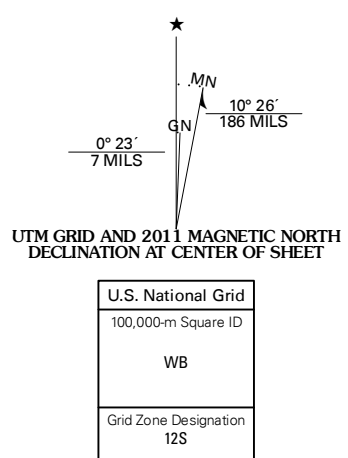 ★
MN
10° 26´
186 MILS
GN
0° 23´
7 MILS
UTM GRID AND 2011 MAGNETIC NORTH
DECLINATION AT CENTER OF SHEET
U.S. National Grid
100,000-m Square ID
WB
Grid Zone Designation
12S